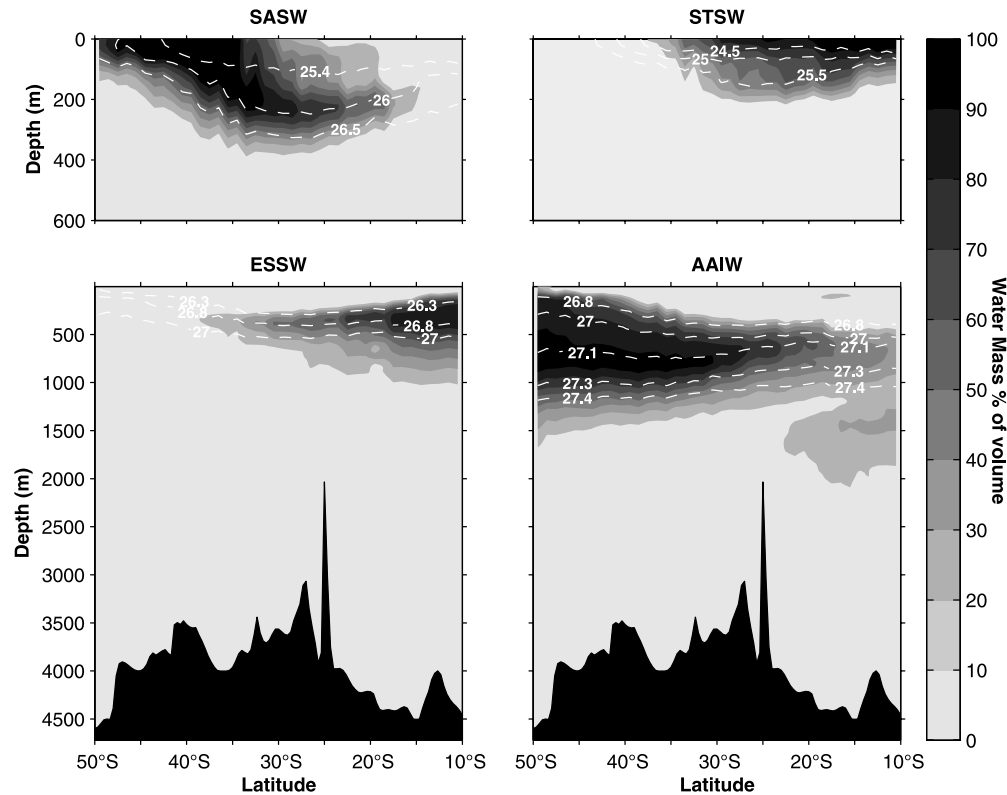 SASW
STSW
0
200
400
600
Depth (m)
25.4
26
26.5
24.5
25
25.5
ESSW
AAIW
500
1000
1500
2000
2500
3000
3500
4000
4500
Depth (m)
26.3
26.8
27
26.3
26.8
27
26.8
27
27.1
27.3
27.4
26.8
27
27.1
27.3
27.4
50°S
40°S
30°S
20°S
10°S
Latitude
50°S
40°S
30°S
20°S
10°S
Latitude
100
90
80
70
60
50
40
30
20
10
0
Water Mass % of volume